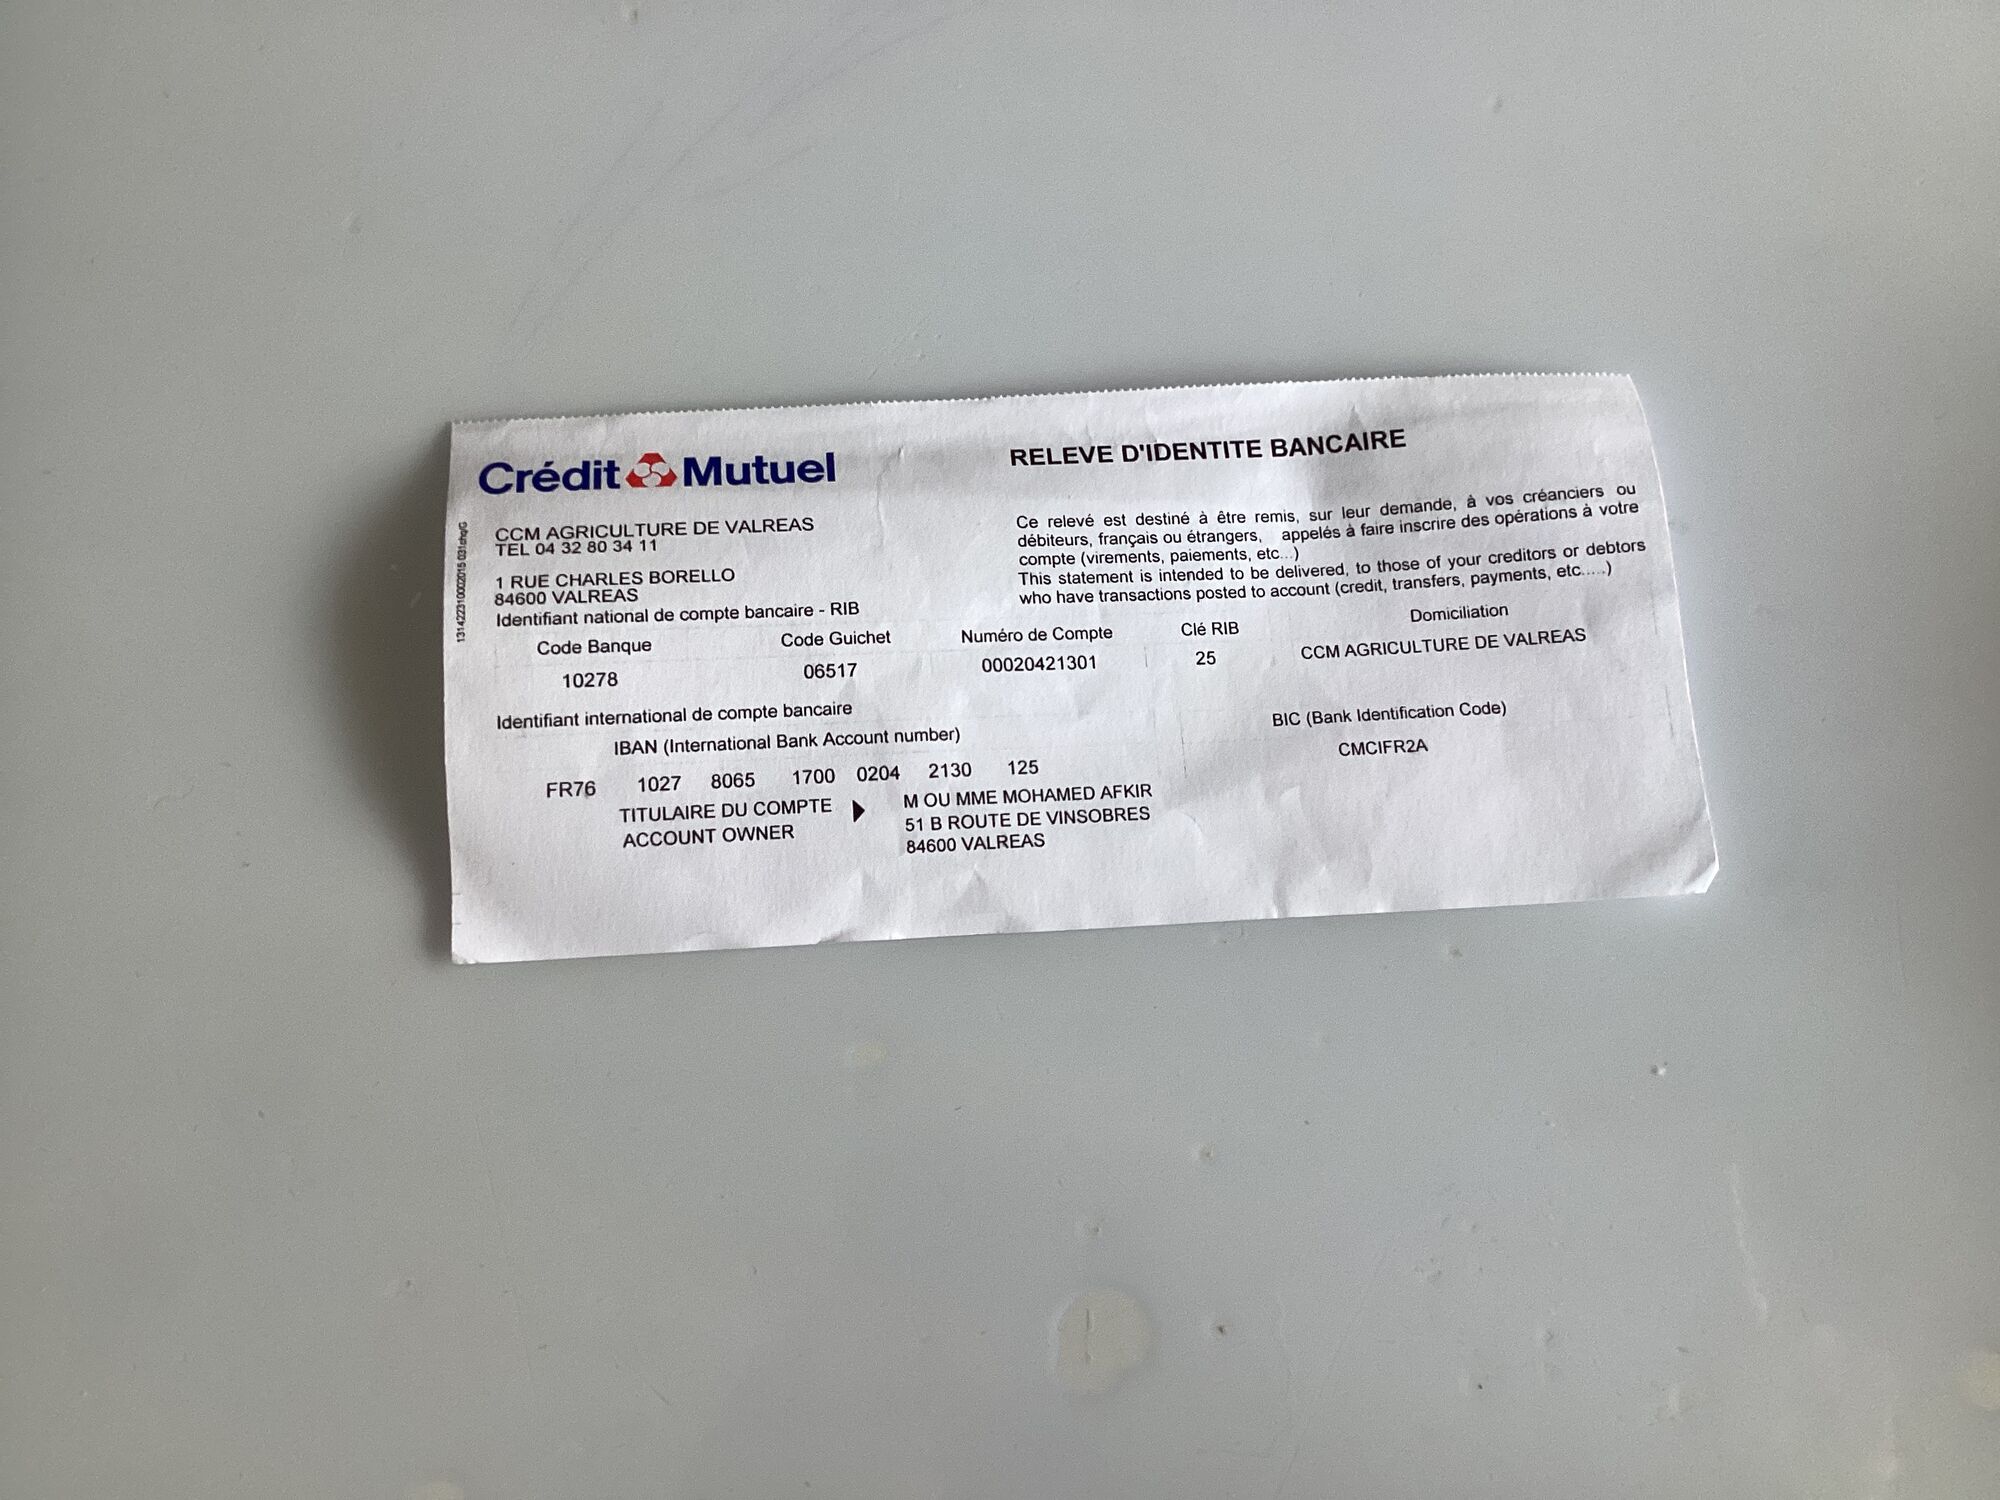 Crédit Mutuel
RELEVE D'IDENTITE BANCAIRE
CCM AGRICULTURE DE VALREAS
TEL 04 32 80 34 11
1 RUE CHARLES BORELLO
84600 VALREAS
Ce relevé est destiné à être remis, sur leur demande, à vos créanciers ou
débiteurs, français ou étrangers, appelés à faire inscrire des opérations à votre
compte (virements, paiements, etc...)
This statement is intended to be delivered, to those of your creditors or debtors
who have transactions posted to account (credit, transfers, payments, etc.....)
Identifiant national de compte bancaire - RIB
Code Banque Code Guichet Numéro de Compte Clé RIB Domiciliation
10278 06517 00020421301 25 CCM AGRICULTURE DE VALREAS
Identifiant international de compte bancaire
IBAN (International Bank Account number) BIC (Bank Identification Code)
FR76 1027 8065 1700 0204 2130 125 CMCIFR2A
TITULAIRE DU COMPTE M OU MME MOHAMED AFKIR
ACCOUNT OWNER 51 B ROUTE DE VINSOBRES
84600 VALREAS